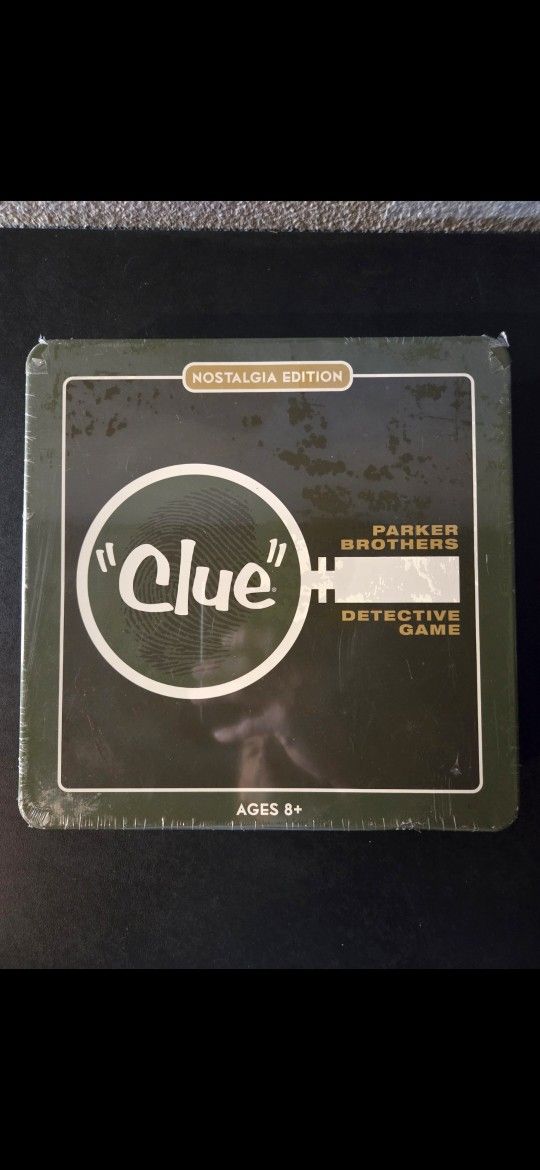 NOSTALGIA EDITION
"Clue"®
PARKER
BROTHERS
DETECTIVE
GAME
AGES 8+